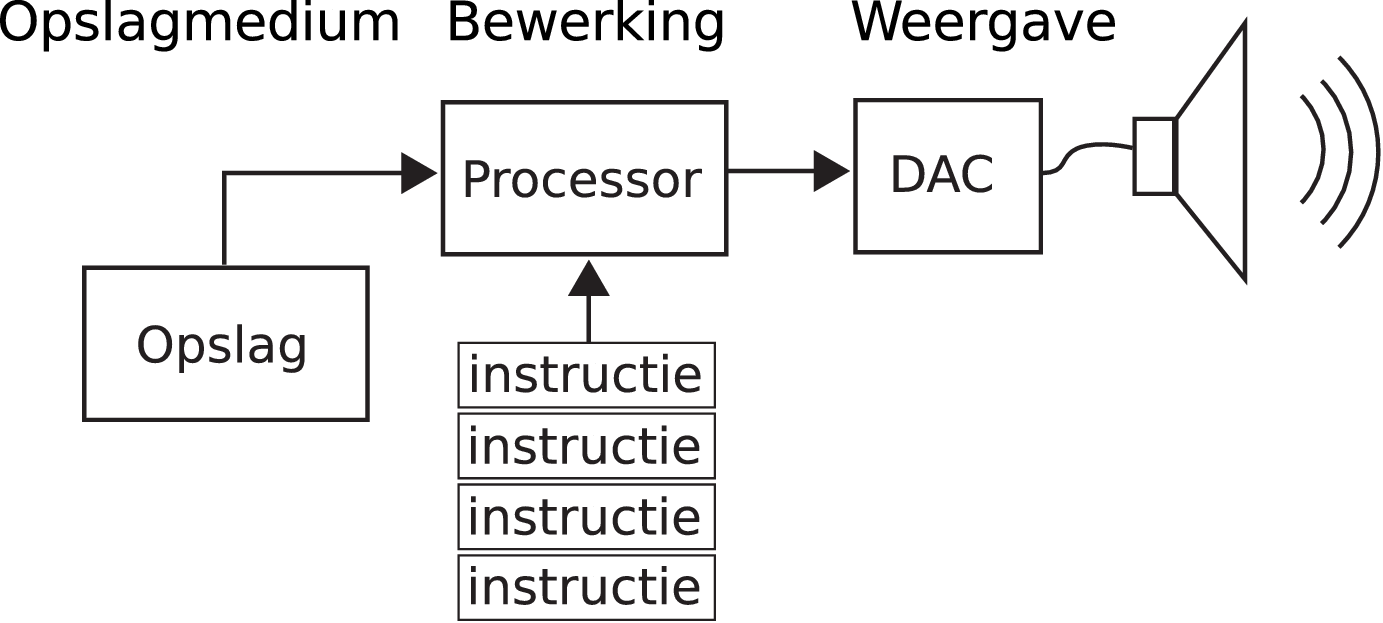 Opslagmedium
Bewerking
Weergave
Opslag
Processor
DAC
instructie
instructie
instructie
instructie